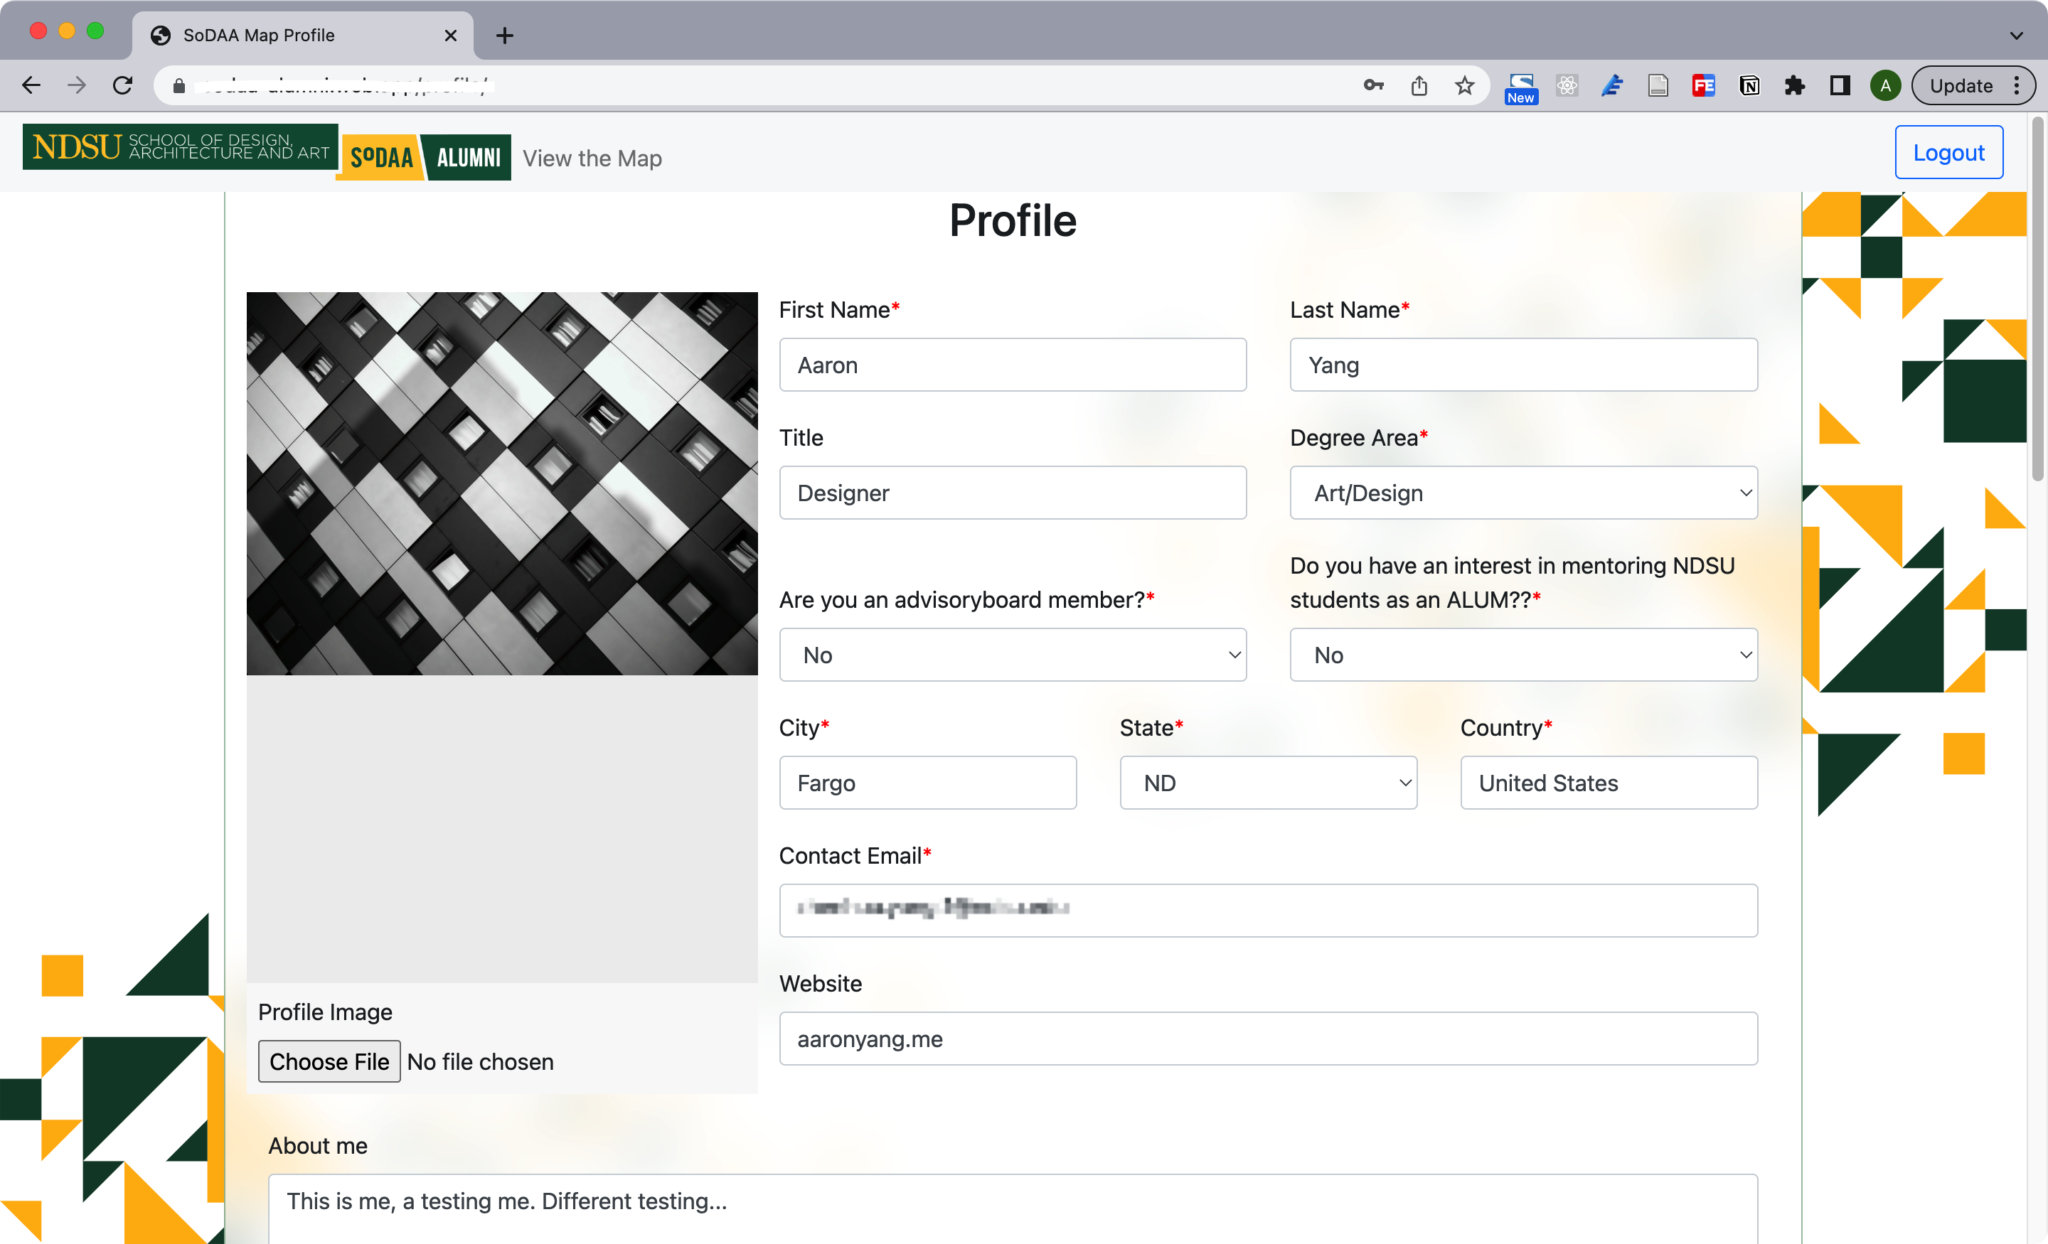 SoDAA Map Profile
New
FE
A
Update
NDSU SCHOOL OF DESIGN,
ARCHITECTURE AND ART
SODAA ALUMNI
View the Map
Logout
Profile
First Name*
Last Name*
Aaron
Yang
Title
Degree Area*
Designer
Art/Design
Are you an advisoryboard member?*
Do you have an interest in mentoring NDSU
students as an ALUM??*
No
No
City*
State*
Country*
Fargo
ND
United States
Contact Email*
Website
aaronyang.me
Profile Image
Choose File No file chosen
About me
This is me, a testing me. Different testing...